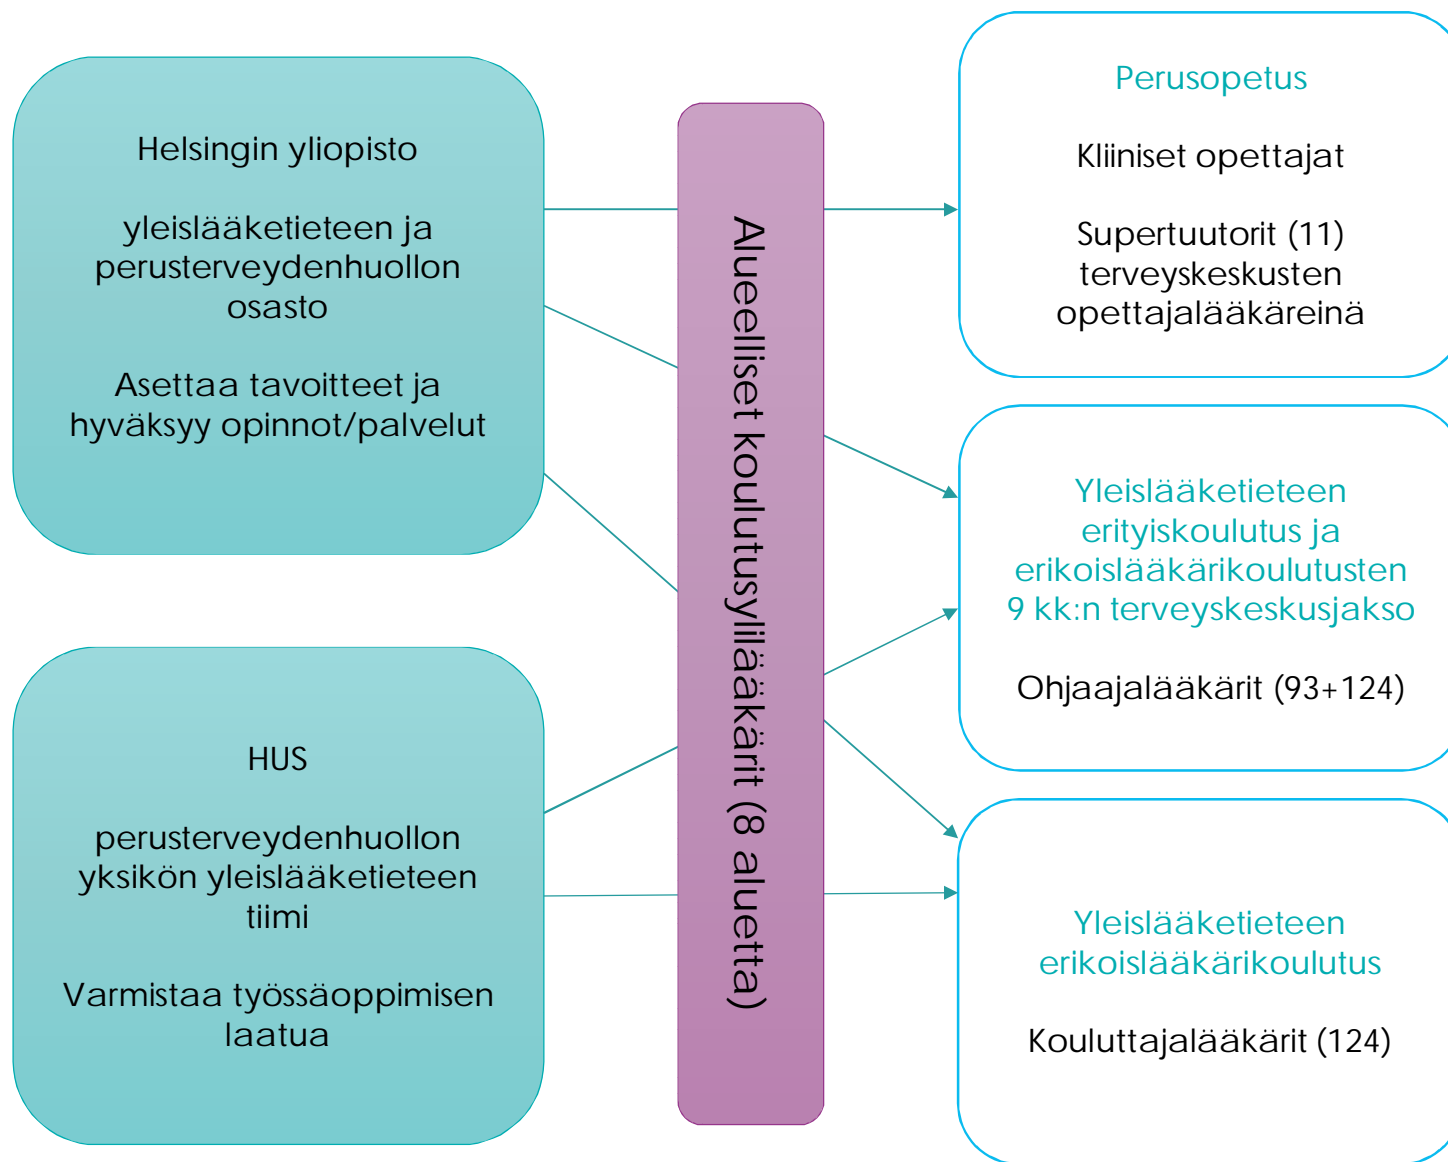 Helsingin yliopisto
yleislääketieteen ja
perusterveydenhuollon
osasto
Asettaa tavoitteet ja
hyväksyy opinnot/palvelut
HUS
perusterveydenhuollon
yksikön yleislääketieteen
tiimi
Varmistaa työssäoppimisen
laatua
Alueelliset koulutusylilääkärit (8 aluetta)
Perusopetus
Kliiniset opettajat
Supertuutorit (11)
terveyskeskusten
opettajalääkäreinä
Yleislääketieteen
erityiskoulutus ja
erikoislääkärikoulutusten
9 kk:n terveyskeskusjakso
Ohjaajalääkärit (93+124)
Yleislääketieteen
erikoislääkärikoulutus
Kouluttajalääkärit (124)